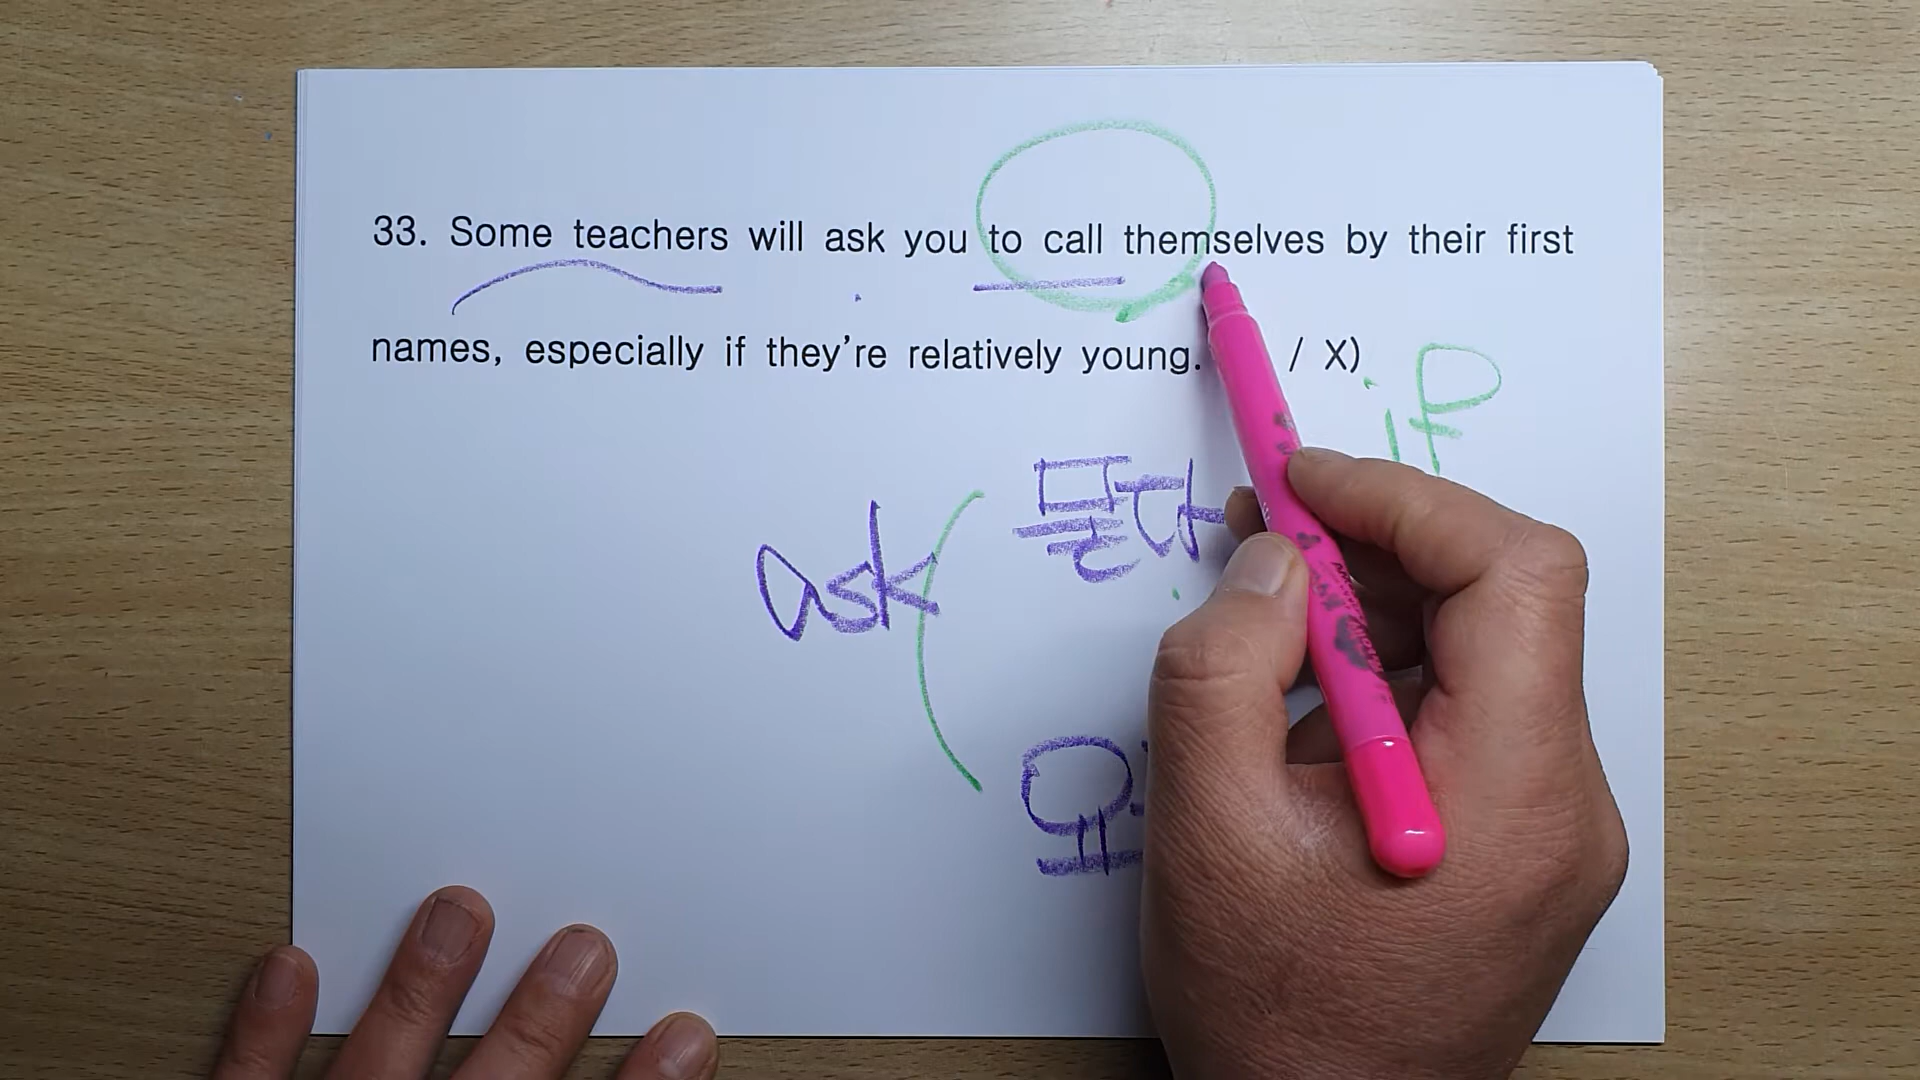 33. Some teachers will ask you to call themselves by their first
names, especially if they're relatively young. / X)
if
묻다
ask
요